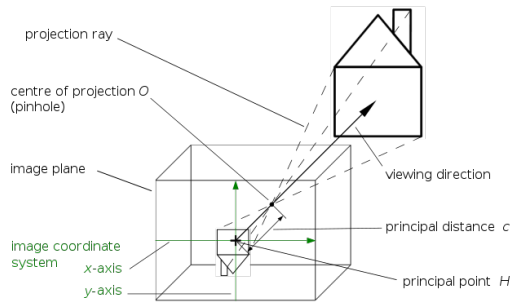 projection ray
centre of projection O
(pinhole)
image plane
viewing direction
principal distance c
image coordinate
system
x-axis
principal point H
y-axis